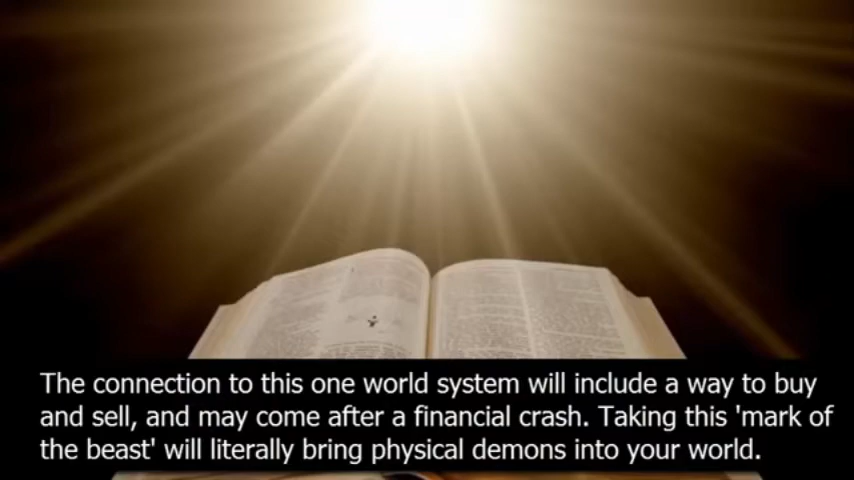 The connection to this one world system will include a way to buy
and sell, and may come after a financial crash. Taking this 'mark of
the beast' will literally bring physical demons into your world.